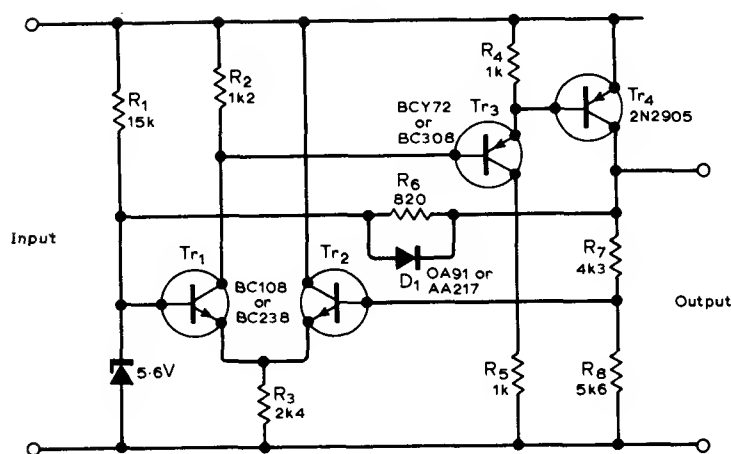 R1
15k
R2
1k2
R4
1k
Tr3
BCY72
or
BC308
Tr4
2N2905
R6
820
D1
OA91 or
AA217
Input
Tr1
BC108
or
BC238
Tr2
R7
4k3
Output
5·6V
R3
2k4
R5
1k
R8
5k6